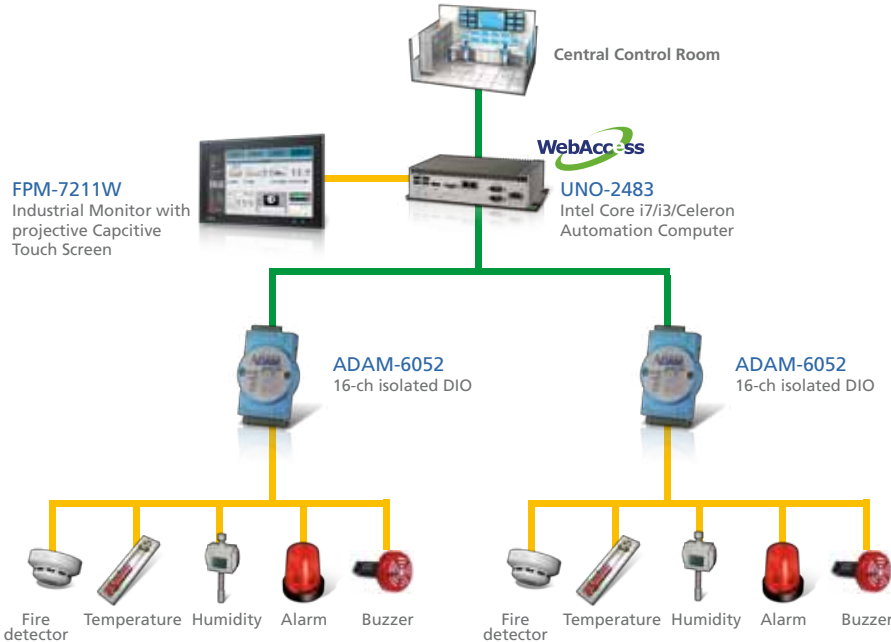 Central Control Room
WebAccess
FPM-7211W
Industrial Monitor with
projective Capcitive
Touch Screen
UNO-2483
Intel Core i7/i3/Celeron
Automation Computer
ADAM
ADAM-6052
16-ch isolated DIO
ADAM
ADAM-6052
16-ch isolated DIO
Fire
detector
Temperature
Humidity
Alarm
Buzzer
Fire
detector
Temperature
Humidity
Alarm
Buzzer